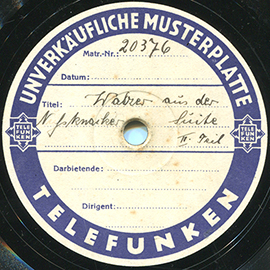 UNVERKÄUFLICHE MUSTERPLATTE
Matr.-Nr.: 20376
Datum:
Titel: Walzer aus der
Nußknacker Suite
II. Teil
Darbietende:
Dirigent:
TELE FUN KEN
TELE FUN KEN
TELEFUNKEN